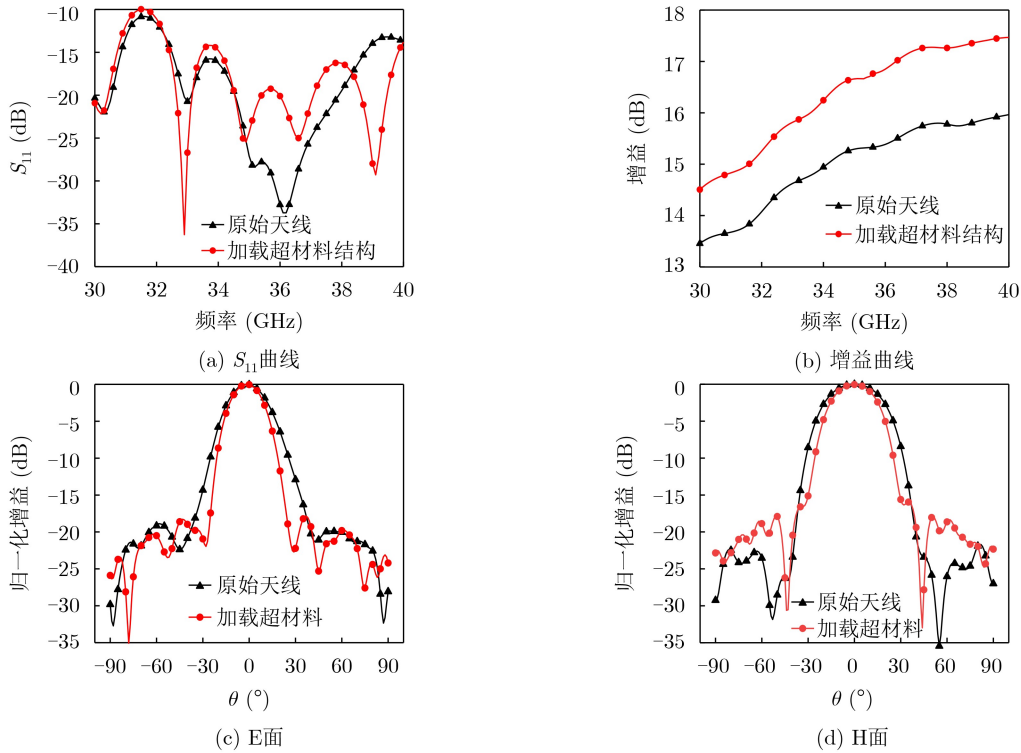 −10
−15
−20
−25
−30
−35
−40
S11 (dB)
原始天线
加载超材料结构
30 32 34 36 38 40
频率 (GHz)
(a) S11曲线
18
17
16
15
14
13
增益 (dB)
原始天线
加载超材料结构
30 32 34 36 38 40
频率 (GHz)
(b) 增益曲线
0
−5
−10
−15
−20
−25
−30
−35
归一化增益 (dB)
原始天线
加载超材料
−90 −60 −30 0 30 60 90
θ (°)
(c) E面
0
−5
−10
−15
−20
−25
−30
−35
归一化增益 (dB)
原始天线
加载超材料
−90 −60 −30 0 30 60 90
θ (°)
(d) H面